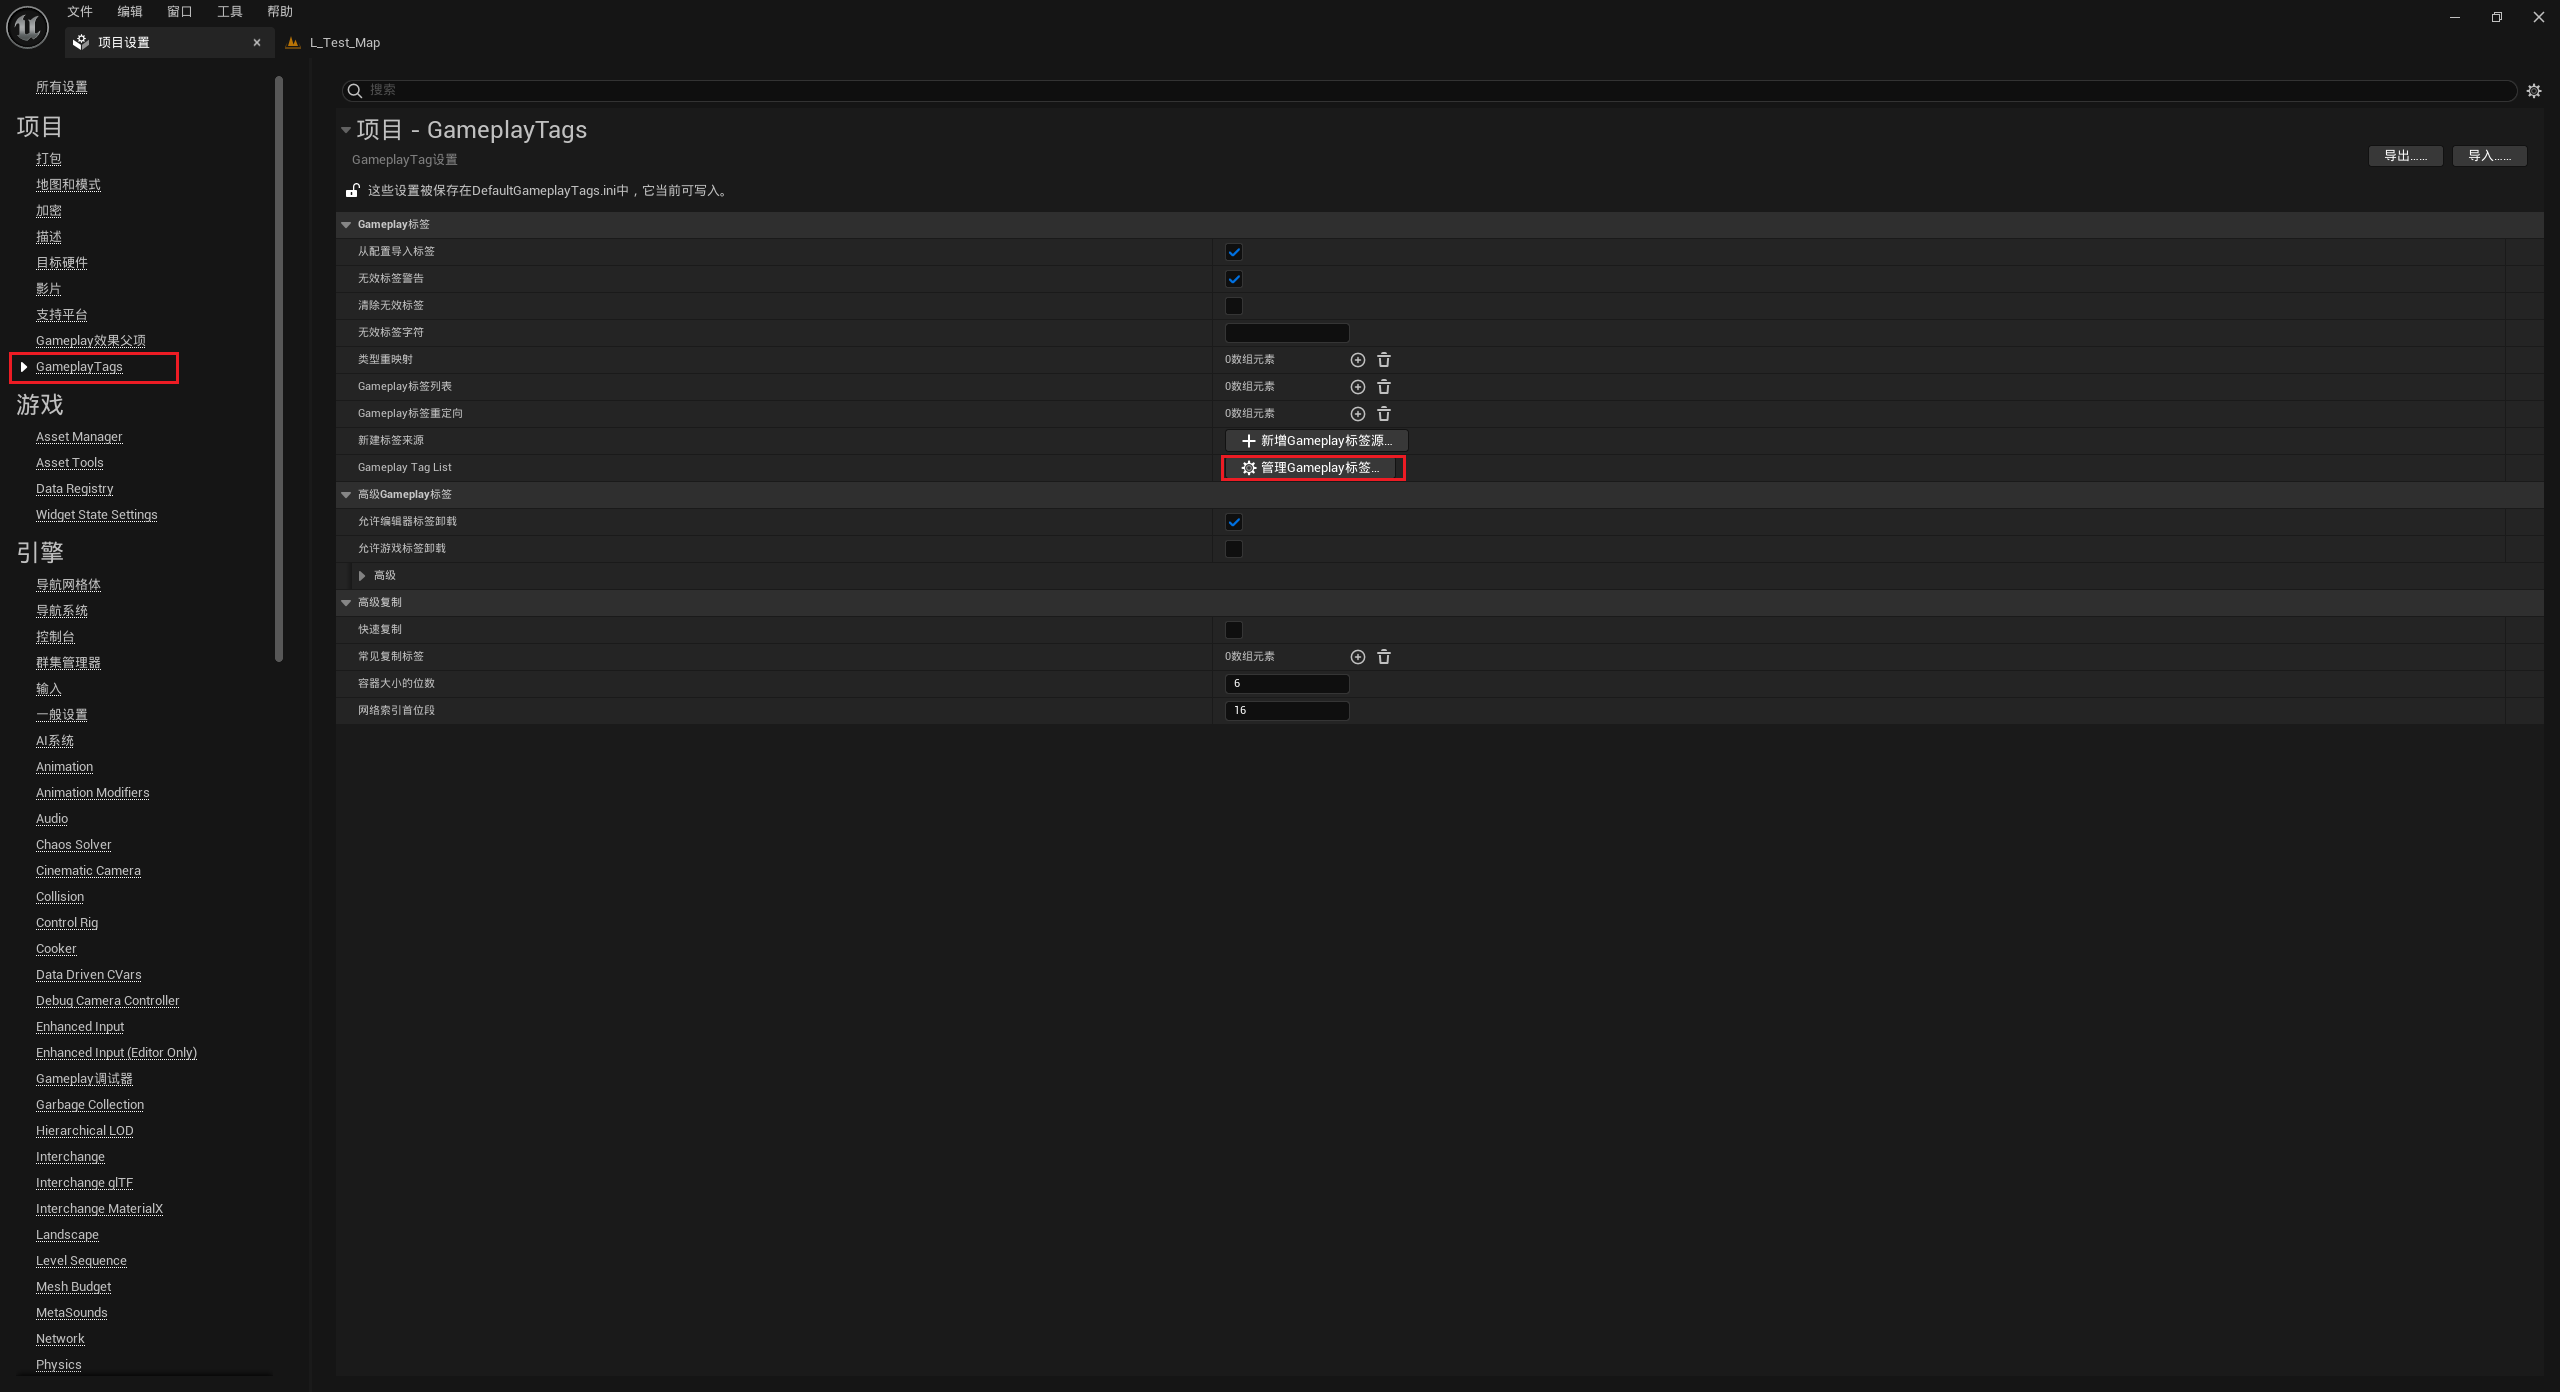 文件 编辑 窗口 工具 帮助
项目设置
L_Test_Map
所有设置
项目
打包
地图和模式
加密
描述
目标硬件
影片
支持平台
Gameplay效果父项
GameplayTags
游戏
Asset Manager
Asset Tools
Data Registry
Widget State Settings
引擎
导航网格体
导航系统
控制台
群集管理器
输入
一般设置
AI系统
Animation
Animation Modifiers
Audio
Chaos Solver
Cinematic Camera
Collision
Control Rig
Cooker
Data Driven CVars
Debug Camera Controller
Enhanced Input
Enhanced Input (Editor Only)
Gameplay调试器
Garbage Collection
Hierarchical LOD
Interchange
Interchange glTF
Interchange MaterialX
Landscape
Level Sequence
Mesh Budget
MetaSounds
Network
Physics
搜索
项目 - GameplayTags
GameplayTag设置
导出...... 导入......
这些设置被保存在DefaultGameplayTags.ini中，它当前可写入。
Gameplay标签
从配置导入标签
无效标签警告
清除无效标签
无效标签字符
类型重映射 0数组元素
Gameplay标签列表 0数组元素
Gameplay标签重定向 0数组元素
新建标签来源 新增Gameplay标签源...
Gameplay Tag List 管理Gameplay标签...
高级Gameplay标签
允许编辑器标签卸载
允许游戏标签卸载
高级
高级复制
快速复制
常见复制标签 0数组元素
容器大小的位数 6
网络索引首位段 16